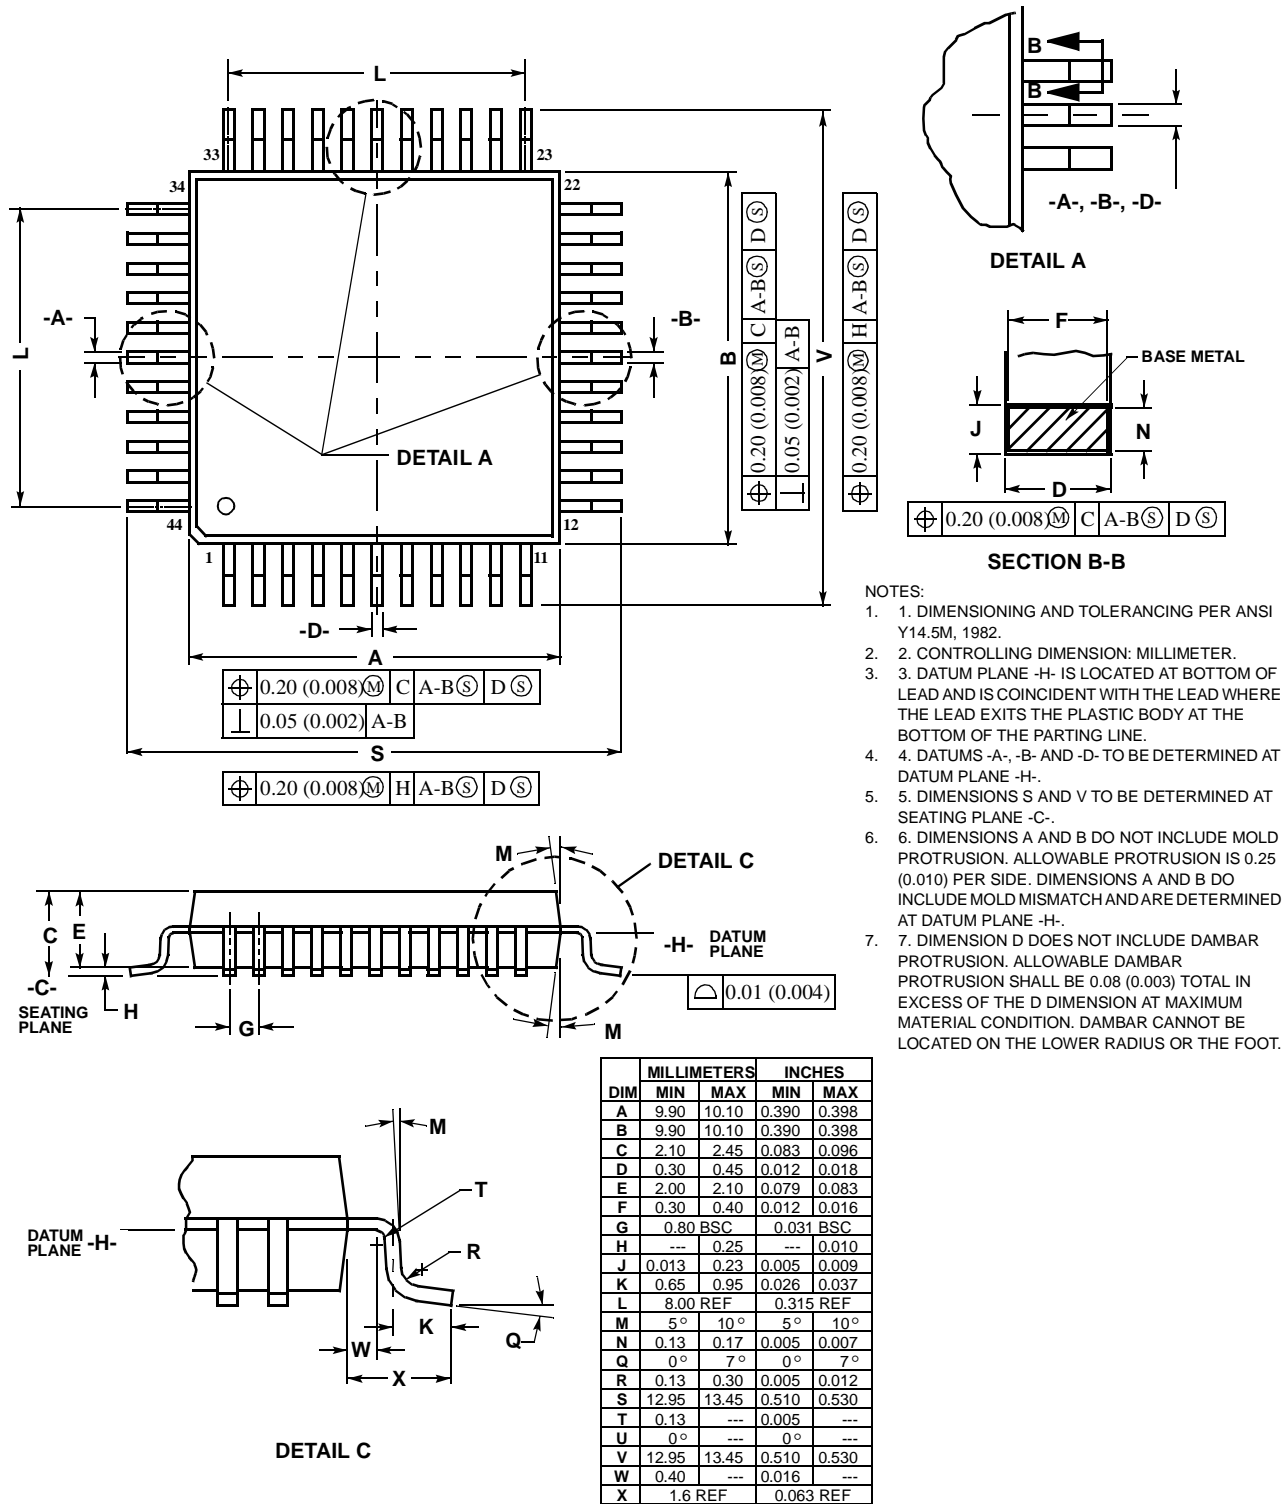 L
33
23
34
22
-A-
-B-
L
B
V
DETAIL A
44
12
1
11
-D-
A
⌖ 0.20 (0.008)Ⓜ C A-BⓈ DⓈ
⊥ 0.05 (0.002) A-B
S
⌖ 0.20 (0.008)Ⓜ H A-BⓈ DⓈ
⌖ 0.20 (0.008)Ⓜ C A-BⓈ DⓈ
⊥ 0.05 (0.002) A-B
⌖ 0.20 (0.008)Ⓜ H A-BⓈ DⓈ
B
B
-A-, -B-, -D-
DETAIL A
F
BASE METAL
J
N
D
⌖ 0.20 (0.008)Ⓜ C A-BⓈ DⓈ
SECTION B-B
NOTES:
1. 1. DIMENSIONING AND TOLERANCING PER ANSI
Y14.5M, 1982.
2. 2. CONTROLLING DIMENSION: MILLIMETER.
3. 3. DATUM PLANE -H- IS LOCATED AT BOTTOM OF
LEAD AND IS COINCIDENT WITH THE LEAD WHERE
THE LEAD EXITS THE PLASTIC BODY AT THE
BOTTOM OF THE PARTING LINE.
4. 4. DATUMS -A-, -B- AND -D- TO BE DETERMINED AT
DATUM PLANE -H-.
5. 5. DIMENSIONS S AND V TO BE DETERMINED AT
SEATING PLANE -C-.
6. 6. DIMENSIONS A AND B DO NOT INCLUDE MOLD
PROTRUSION. ALLOWABLE PROTRUSION IS 0.25
(0.010) PER SIDE. DIMENSIONS A AND B DO
INCLUDE MOLD MISMATCH AND ARE DETERMINED
AT DATUM PLANE -H-.
7. 7. DIMENSION D DOES NOT INCLUDE DAMBAR
PROTRUSION. ALLOWABLE DAMBAR
PROTRUSION SHALL BE 0.08 (0.003) TOTAL IN
EXCESS OF THE D DIMENSION AT MAXIMUM
MATERIAL CONDITION. DAMBAR CANNOT BE
LOCATED ON THE LOWER RADIUS OR THE FOOT.
M
DETAIL C
C
E
-H- DATUM
PLANE
-C-
SEATING
PLANE
H
G
⌓ 0.01 (0.004)
M
M
T
DATUM
PLANE -H-
R
K
Q
W
X
DETAIL C
MILLIMETERS INCHES
DIM MIN MAX MIN MAX
A 9.90 10.10 0.390 0.398
B 9.90 10.10 0.390 0.398
C 2.10 2.45 0.083 0.096
D 0.30 0.45 0.012 0.018
E 2.00 2.10 0.079 0.083
F 0.30 0.40 0.012 0.016
G 0.80 BSC 0.031 BSC
H --- 0.25 --- 0.010
J 0.013 0.23 0.005 0.009
K 0.65 0.95 0.026 0.037
L 8.00 REF 0.315 REF
M 5° 10° 5° 10°
N 0.13 0.17 0.005 0.007
Q 0° 7° 0° 7°
R 0.13 0.30 0.005 0.012
S 12.95 13.45 0.510 0.530
T 0.13 --- 0.005 ---
U 0° --- 0° ---
V 12.95 13.45 0.510 0.530
W 0.40 --- 0.016 ---
X 1.6 REF 0.063 REF